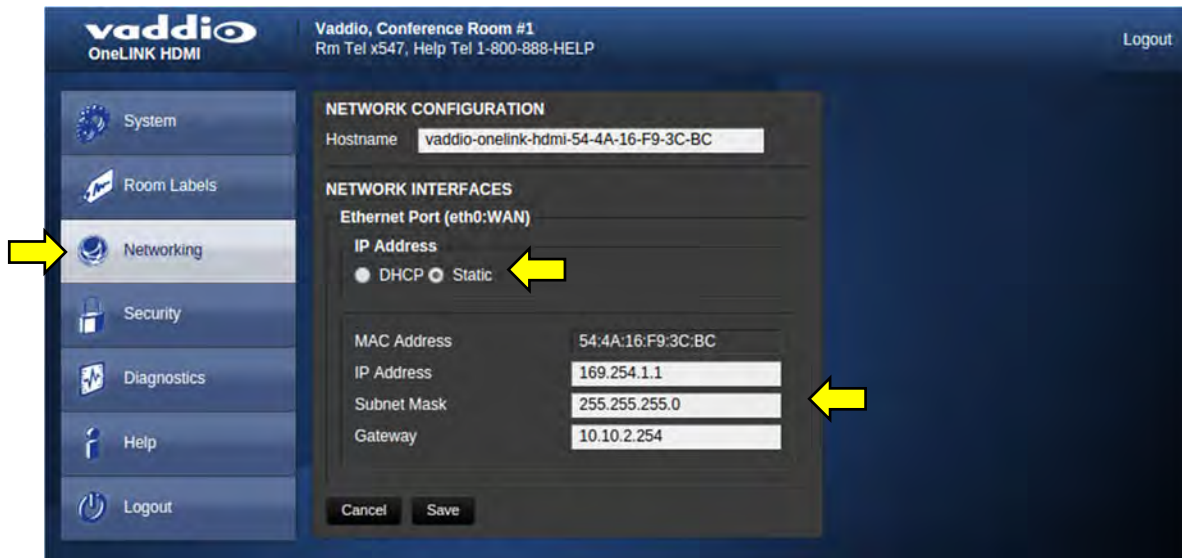 vaddio
OneLINK HDMI
Vaddio, Conference Room #1
Rm Tel x547, Help Tel 1-800-888-HELP
Logout
System
Room Labels
Networking
Security
Diagnostics
Help
Logout
NETWORK CONFIGURATION
Hostname vaddio-onelink-hdmi-54-4A-16-F9-3C-BC
NETWORK INTERFACES
Ethernet Port (eth0:WAN)
IP Address
DHCP Static
MAC Address 54:4A:16:F9:3C:BC
IP Address 169.254.1.1
Subnet Mask 255.255.255.0
Gateway 10.10.2.254
Cancel Save